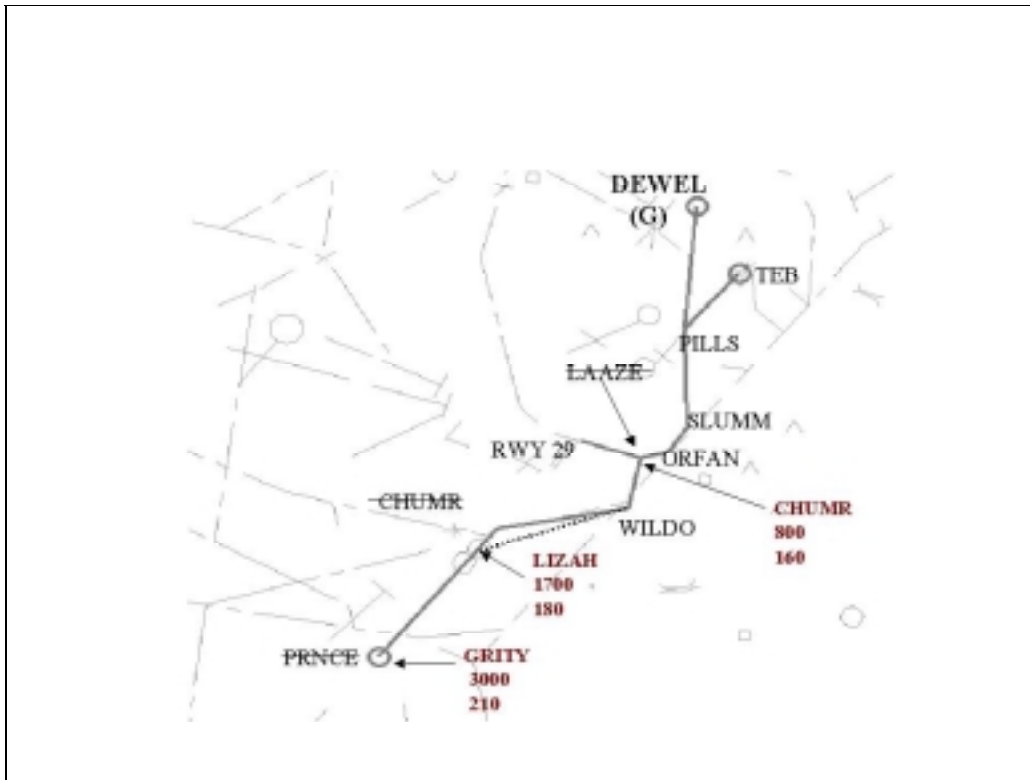 DEWEL
(G)
TEB
PILLS
LAAZE
SLUMM
RWY 29
ORFAN
CHUMR
CHUMR
800
160
WILDO
LIZAH
1700
180
PRNCE
GRITY
3000
210